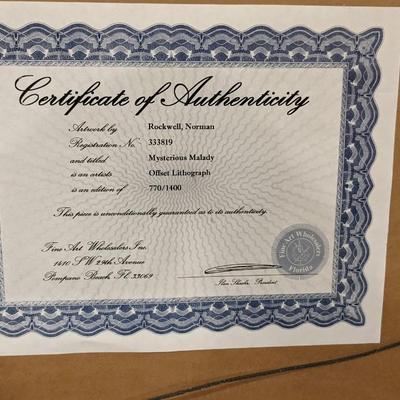 Certificate of Authenticity
Artwork by Rockwell, Norman
Registration No. 333819
and titled Mysterious Malady
is an artists Offset Lithograph
is an edition of 770/1400
This piece is unconditionally guaranteed as to its authenticity.
Fine Art Wholesalers Inc.
1410 S.W. 29th Avenue
Pompano Beach, FL 33069
Fine Art Wholesalers
Florida
President